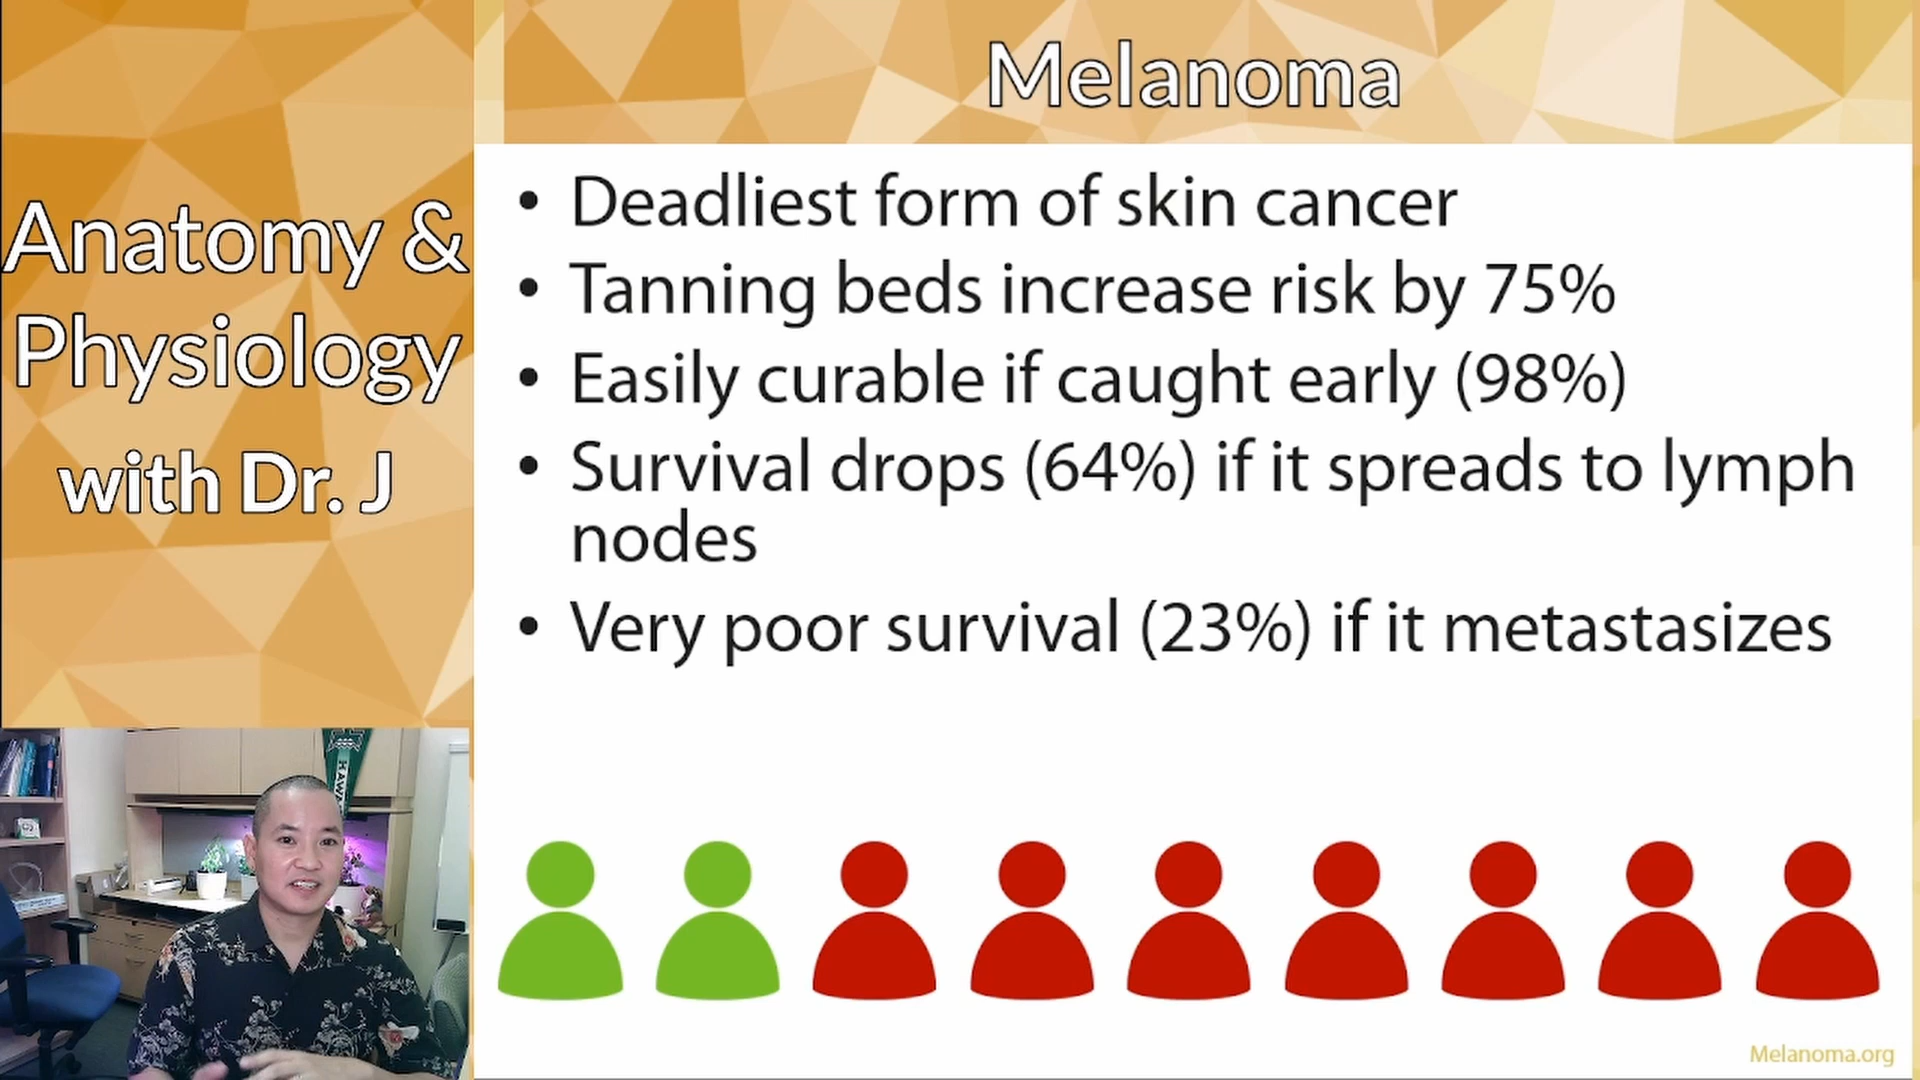 Melanoma
Anatomy &
Physiology
with Dr. J
• Deadliest form of skin cancer
• Tanning beds increase risk by 75%
• Easily curable if caught early (98%)
• Survival drops (64%) if it spreads to lymph
nodes
• Very poor survival (23%) if it metastasizes
Melanoma.org